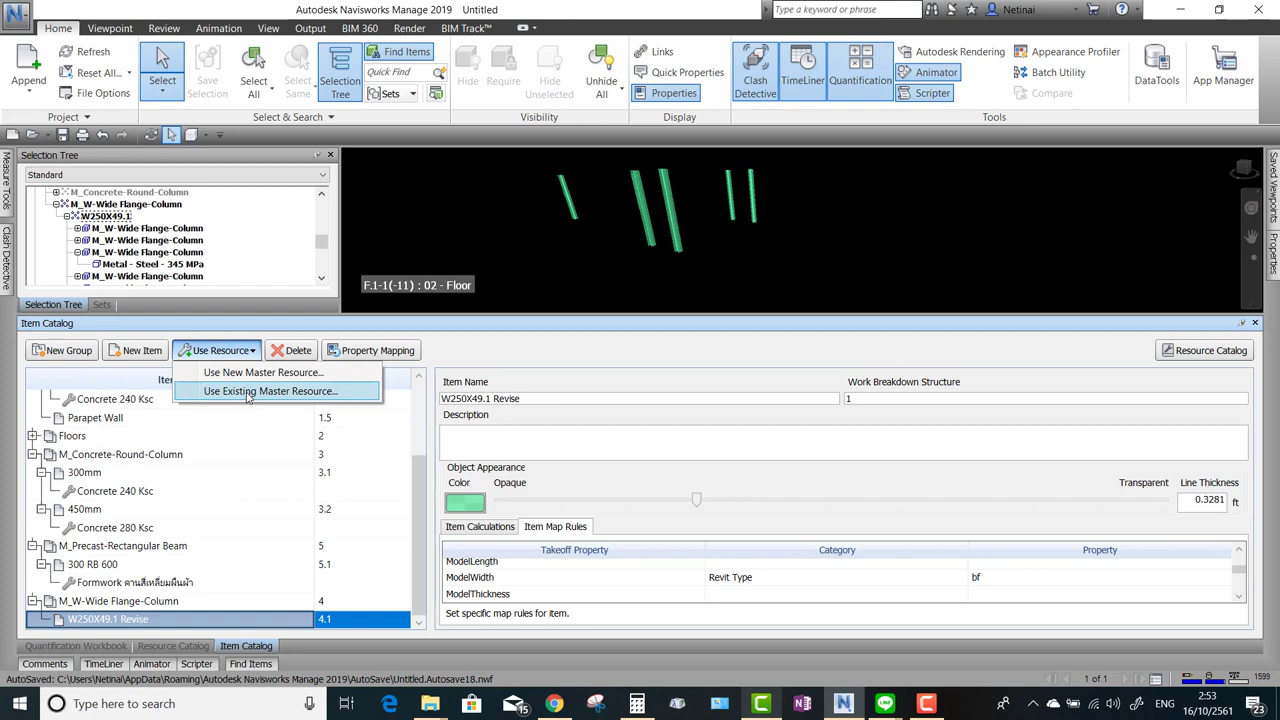 Autodesk Navisworks Manage 2019 Untitled
Type a keyword or phrase
Netinai
Home Viewpoint Review Animation View Output BIM 360 Render BIM Track™
Append
Refresh
Reset All...
File Options
Project
Select
Save Selection
Select All
Select Same
Selection Tree
Find Items
Quick Find
Sets
Select & Search
Hide
Require
Hide Unselected
Unhide All
Visibility
Links
Quick Properties
Properties
Display
Clash Detective
TimeLiner
Quantification
Autodesk Rendering
Animator
Scripter
Appearance Profiler
Batch Utility
Compare
DataTools
App Manager
Tools
Measure Tools
Clash Detective
Saved Viewpoints
Properties
Selection Tree
Standard
M_Concrete-Round-Column
M_W-Wide Flange-Column
W250X49.1
M_W-Wide Flange-Column
M_W-Wide Flange-Column
M_W-Wide Flange-Column
Metal - Steel - 345 MPa
M_W-Wide Flange-Column
Selection Tree Sets
F.1-1(-11) : 02 - Floor
Item Catalog
New Group New Item Use Resource Delete Property Mapping Resource Catalog
Use New Master Resource...
Use Existing Master Resource...
Concrete 240 Ksc
Parapet Wall 1.5
Floors 2
M_Concrete-Round-Column 3
300mm 3.1
Concrete 240 Ksc
450mm 3.2
Concrete 280 Ksc
M_Precast-Rectangular Beam 5
300 RB 600 5.1
Formwork คานสี่เหลี่ยมผืนผ้า
M_W-Wide Flange-Column 4
W250X49.1 Revise 4.1
Item Name Work Breakdown Structure
W250X49.1 Revise 1
Description
Object Appearance
Color Opaque Transparent Line Thickness
0.3281 ft
Item Calculations Item Map Rules
Takeoff Property Category Property
ModelLength
ModelWidth Revit Type bf
ModelThickness
Set specific map rules for item.
Quantification Workbook Resource Catalog Item Catalog
Comments TimeLiner Animator Scripter Find Items
AutoSaved: C:\Users\Netinai\AppData\Roaming\Autodesk Navisworks Manage 2019\AutoSave\Untitled.Autosave18.nwf
1 of 1
1599
Type here to search
15
ENG
2:53
16/10/2561
23